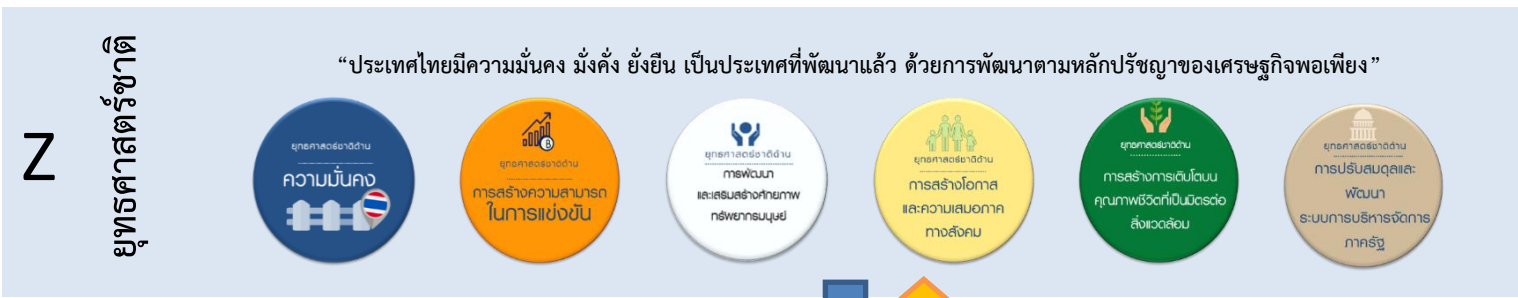 Z
ยุทธศาสตร์ชาติ
“ประเทศไทยมีความมั่นคง มั่งคั่ง ยั่งยืน เป็นประเทศที่พัฒนาแล้ว ด้วยการพัฒนาตามหลักปรัชญาของเศรษฐกิจพอเพียง”
ยุทธศาสตร์ชาติด้าน
ความมั่นคง
ยุทธศาสตร์ชาติด้าน
การสร้างความสามารถ
ในการแข่งขัน
ยุทธศาสตร์ชาติด้าน
การพัฒนา
และเสริมสร้างศักยภาพ
ทรัพยากรมนุษย์
ยุทธศาสตร์ชาติด้าน
การสร้างโอกาส
และความเสมอภาค
ทางสังคม
ยุทธศาสตร์ชาติด้าน
การสร้างการเติบโตบน
คุณภาพชีวิตที่เป็นมิตรต่อ
สิ่งแวดล้อม
ยุทธศาสตร์ชาติด้าน
การปรับสมดุลและ
พัฒนา
ระบบการบริหารจัดการ
ภาครัฐ